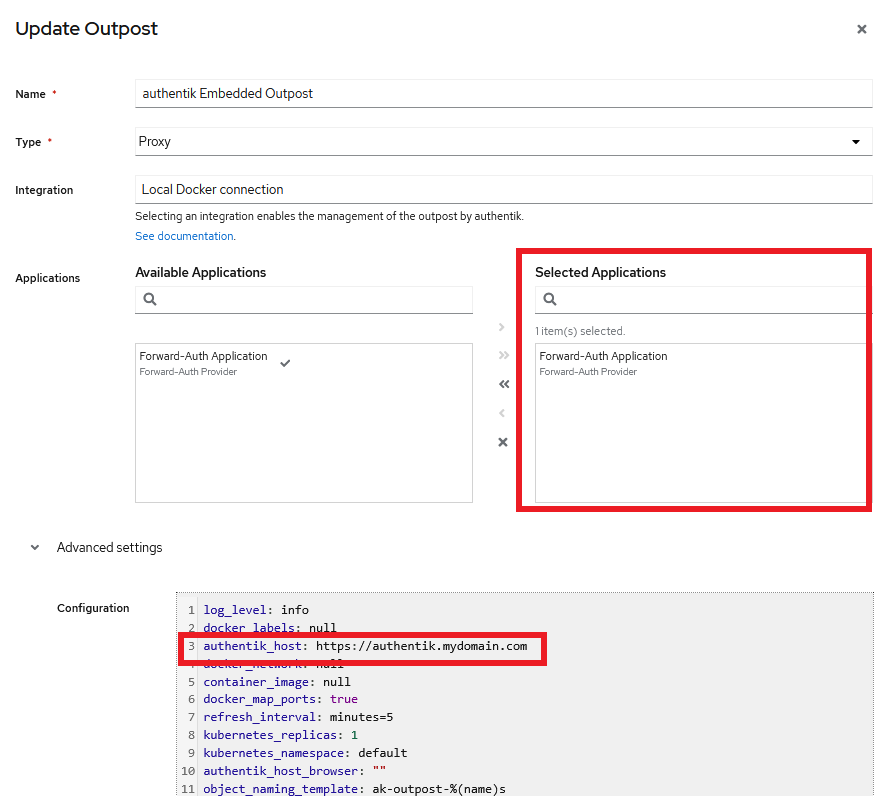 Update Outpost
Name *
authentik Embedded Outpost
Type *
Proxy
Integration
Local Docker connection
Selecting an integration enables the management of the outpost by authentik.
See documentation.
Applications
Available Applications
Forward-Auth Application
Forward-Auth Provider
Selected Applications
1 item(s) selected.
Forward-Auth Application
Forward-Auth Provider
Advanced settings
Configuration
1 log_level: info
2 docker_labels: null
3 authentik_host: https://authentik.mydomain.com
4 docker_network: null
5 container_image: null
6 docker_map_ports: true
7 refresh_interval: minutes=5
8 kubernetes_replicas: 1
9 kubernetes_namespace: default
10 authentik_host_browser: ""
11 object_naming_template: ak-outpost-%(name)s